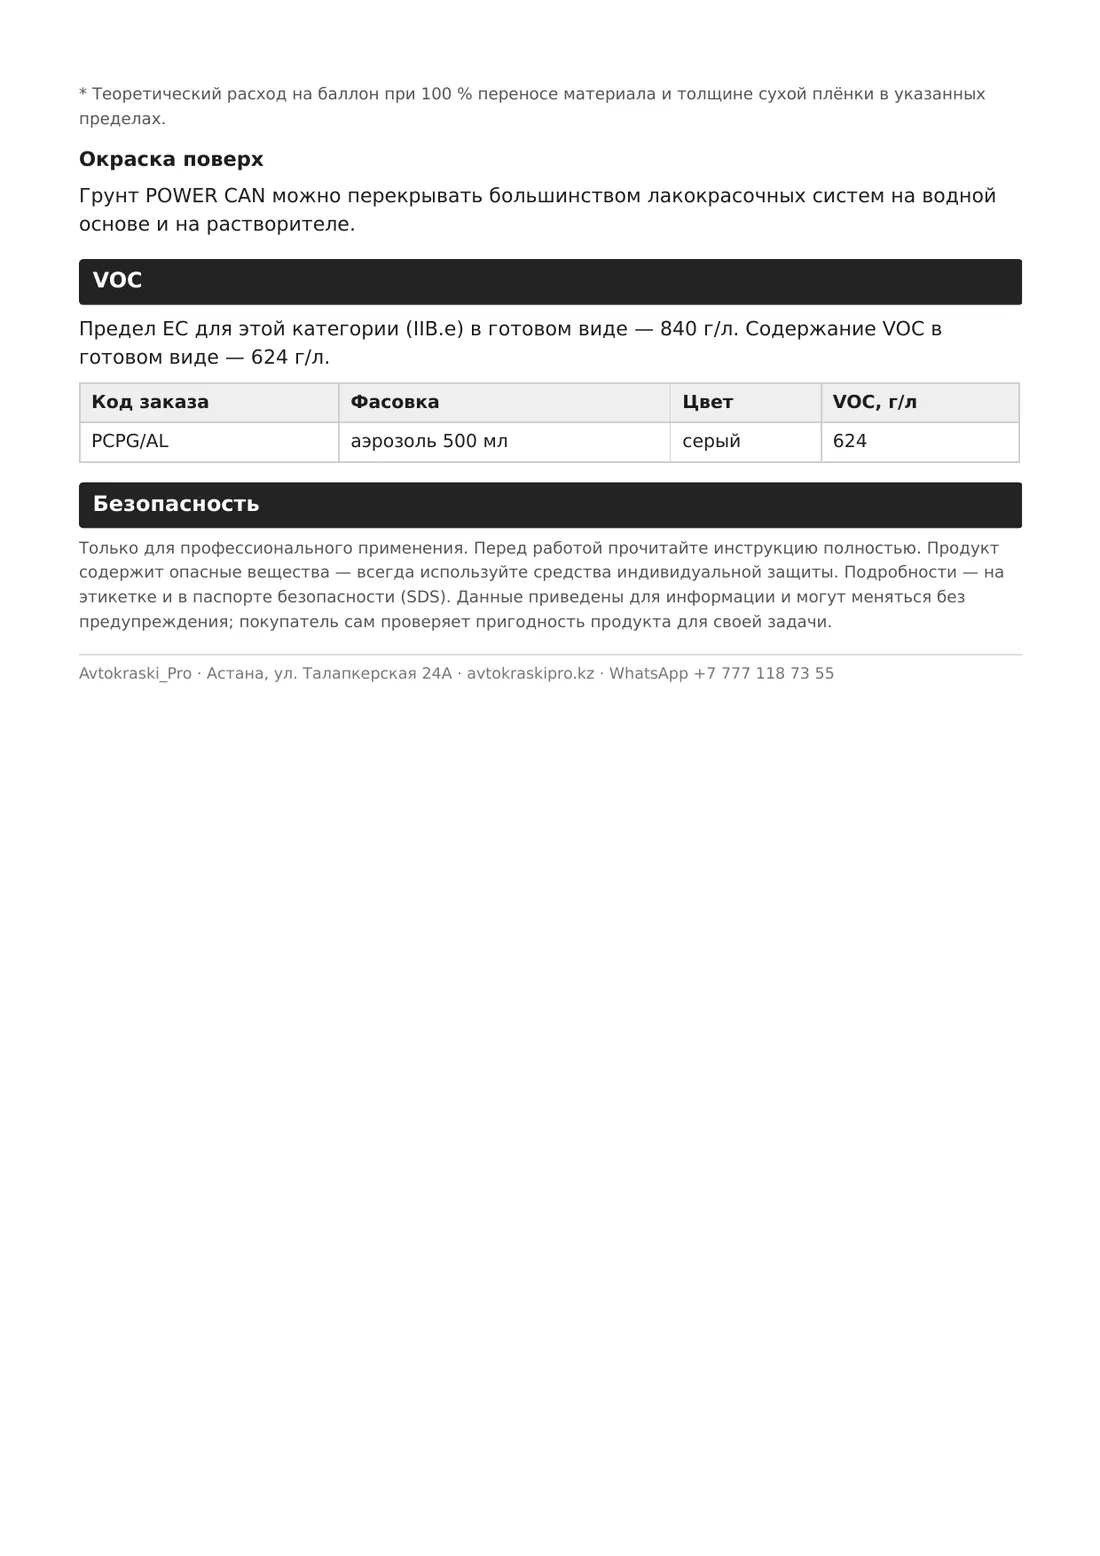 * Теоретический расход на баллон при 100 % переносе материала и толщине сухой плёнки в указанных
пределах.
Окраска поверх
Грунт POWER CAN можно перекрывать большинством лакокрасочных систем на водной
основе и на растворителе.
VOC
Предел ЕС для этой категории (IIB.e) в готовом виде — 840 г/л. Содержание VOC в
готовом виде — 624 г/л.
Код заказа Фасовка Цвет VOC, г/л
PCPG/AL аэрозоль 500 мл серый 624
Безопасность
Только для профессионального применения. Перед работой прочитайте инструкцию полностью. Продукт
содержит опасные вещества — всегда используйте средства индивидуальной защиты. Подробности — на
этикетке и в паспорте безопасности (SDS). Данные приведены для информации и могут меняться без
предупреждения; покупатель сам проверяет пригодность продукта для своей задачи.
Avtokraski_Pro · Астана, ул. Талапкерская 24А · avtokraskipro.kz · WhatsApp +7 777 118 73 55